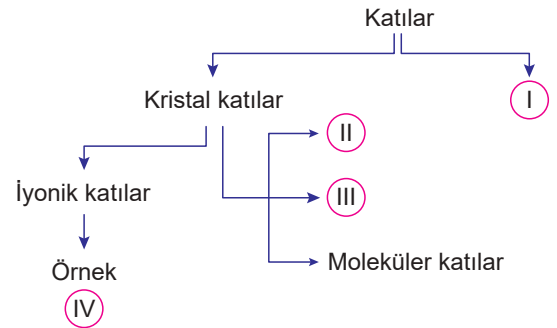 Katılar
Kristal katılar
I
II
İyonik katılar
III
Moleküler katılar
Örnek
IV